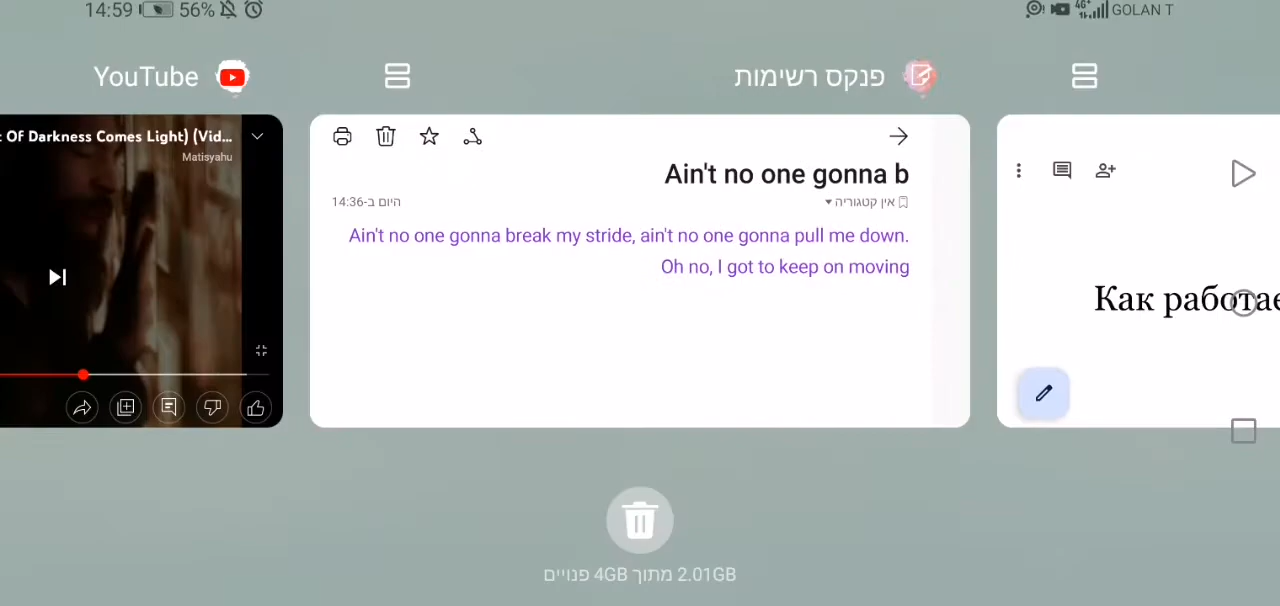 14:59 56% 4G+ GOLAN T
YouTube
פנקס רשימות
: Of Darkness Comes Light) (Vid...
Matisyahu
Ain't no one gonna b
אין קטגוריה
היום ב-14:36
Ain't no one gonna break my stride, ain't no one gonna pull me down.
Oh no, I got to keep on moving
Как работае
2.01GB מתוך 4GB פנויים